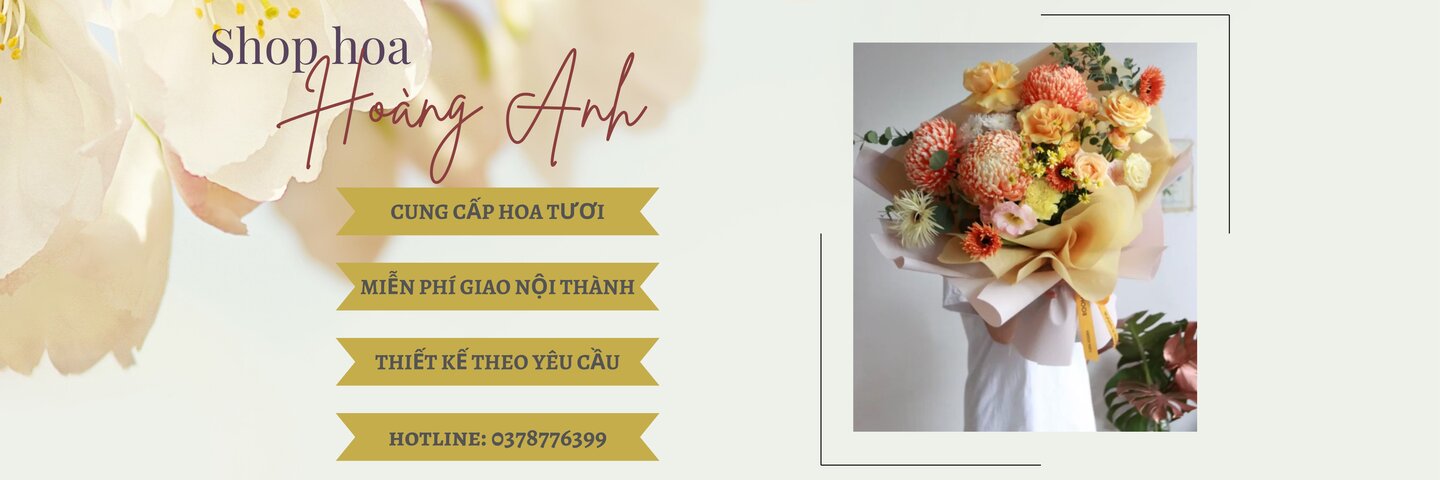 Shop hoa
Hoàng Anh
CUNG CẤP HOA TƯƠI
MIỄN PHÍ GIAO NỘI THÀNH
THIẾT KẾ THEO YÊU CẦU
HOTLINE: 0378776399